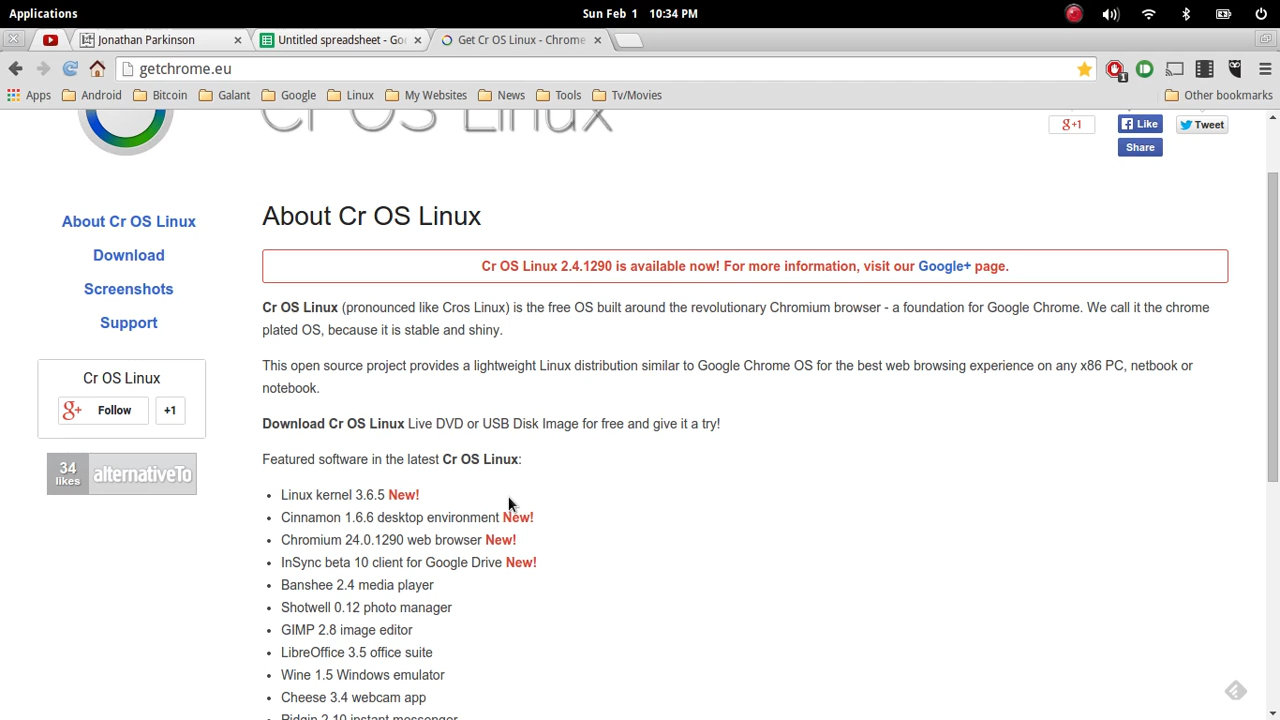 Applications
Sun Feb 1 10:34 PM
Jonathan Parkinson
Untitled spreadsheet - Go
Get Cr OS Linux - Chrome
getchrome.eu
1
Apps Android Bitcoin Galant Google Linux My Websites News Tools Tv/Movies Other bookmarks
Cr OS Linux
g+1
Like
Tweet
Share
About Cr OS Linux
Download
Screenshots
Support
Cr OS Linux
g+ Follow +1
34 likes
alternativeTo
About Cr OS Linux
Cr OS Linux 2.4.1290 is available now! For more information, visit our Google+ page.
Cr OS Linux (pronounced like Cros Linux) is the free OS built around the revolutionary Chromium browser - a foundation for Google Chrome. We call it the chrome
plated OS, because it is stable and shiny.
This open source project provides a lightweight Linux distribution similar to Google Chrome OS for the best web browsing experience on any x86 PC, netbook or
notebook.
Download Cr OS Linux Live DVD or USB Disk Image for free and give it a try!
Featured software in the latest Cr OS Linux:
Linux kernel 3.6.5 New!
Cinnamon 1.6.6 desktop environment New!
Chromium 24.0.1290 web browser New!
InSync beta 10 client for Google Drive New!
Banshee 2.4 media player
Shotwell 0.12 photo manager
GIMP 2.8 image editor
LibreOffice 3.5 office suite
Wine 1.5 Windows emulator
Cheese 3.4 webcam app
Pidgin 2.10 instant messenger